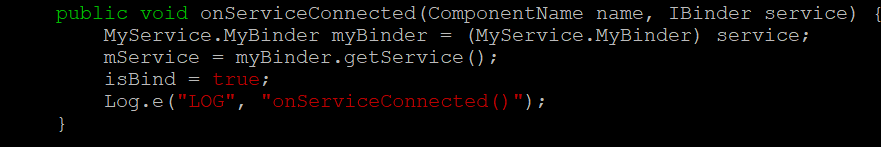 public void onServiceConnected(ComponentName name, IBinder service) {
MyService.MyBinder myBinder = (MyService.MyBinder) service;
mService = myBinder.getService();
isBind = true;
Log.e("LOG", "onServiceConnected()");
}